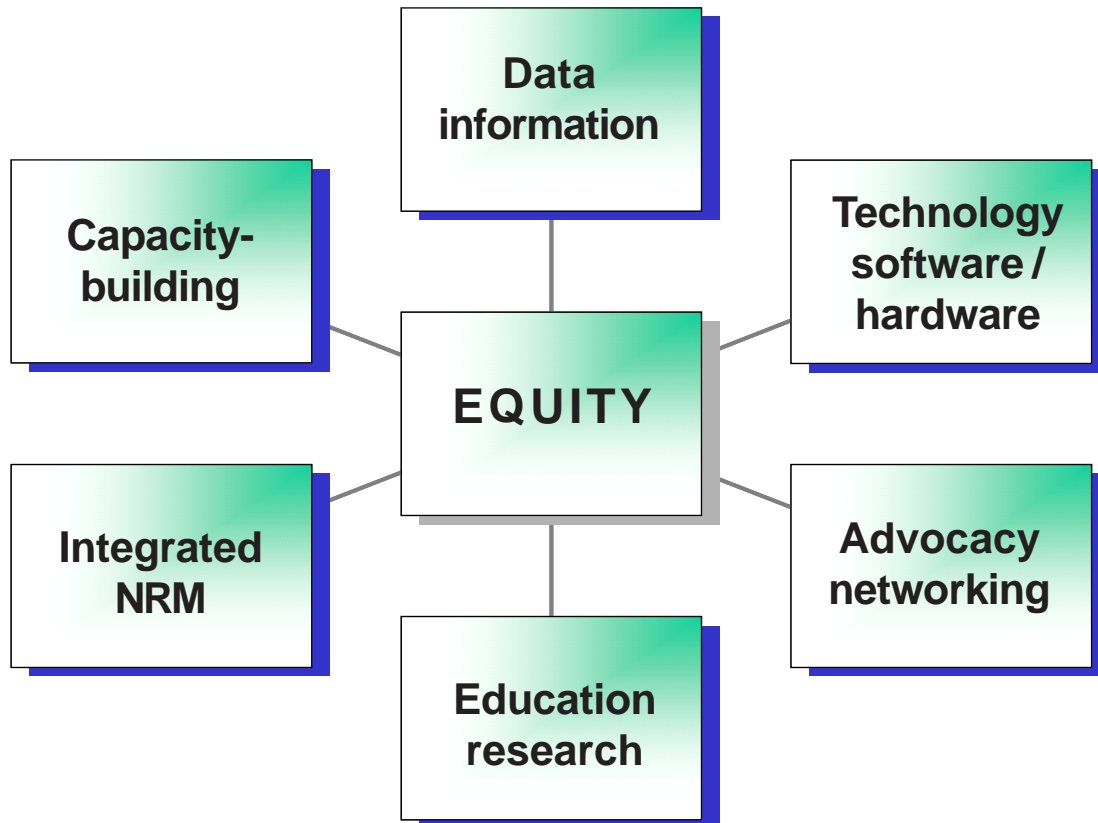 Data
information
Capacity-
building
Technology
software /
hardware
EQUITY
Integrated
NRM
Advocacy
networking
Education
research